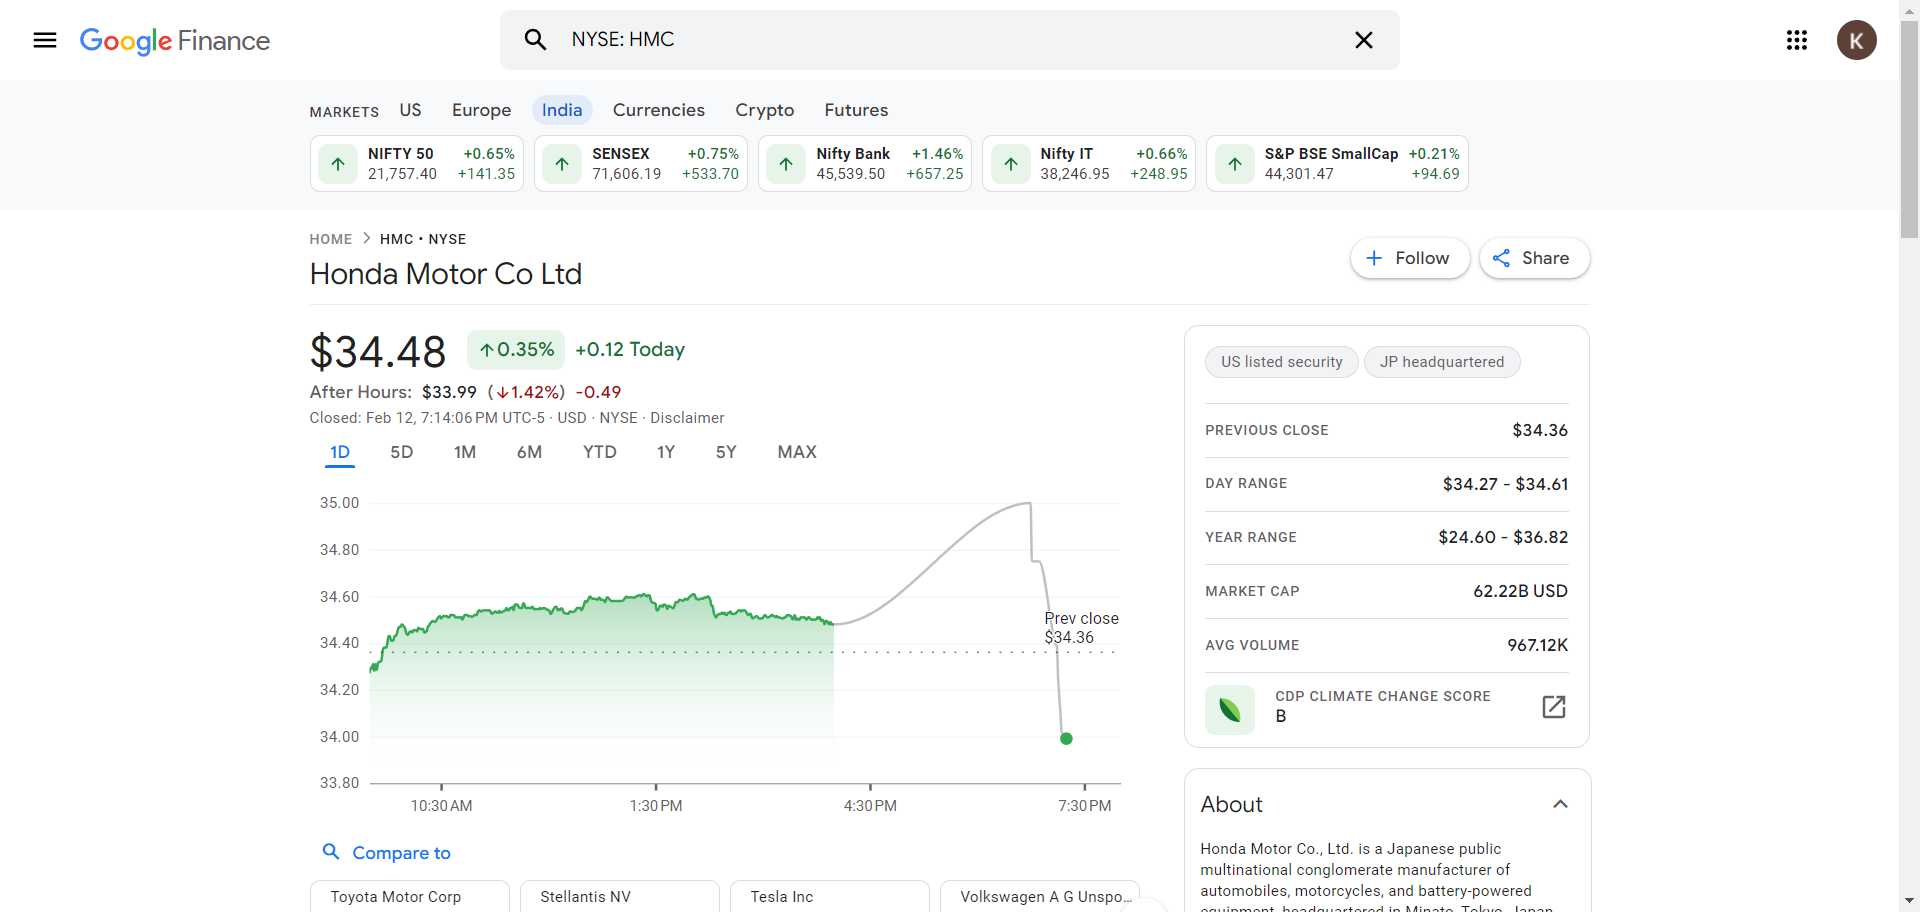 Google Finance
NYSE: HMC
K
MARKETS US Europe India Currencies Crypto Futures
NIFTY 50 +0.65%
21,757.40 +141.35
SENSEX +0.75%
71,606.19 +533.70
Nifty Bank +1.46%
45,539.50 +657.25
Nifty IT +0.66%
38,246.95 +248.95
S&P BSE SmallCap +0.21%
44,301.47 +94.69
HOME HMC • NYSE
Honda Motor Co Ltd
Follow
Share
$34.48 0.35% +0.12 Today
After Hours: $33.99 (↓1.42%) -0.49
Closed: Feb 12, 7:14:06 PM UTC-5 · USD · NYSE · Disclaimer
1D 5D 1M 6M YTD 1Y 5Y MAX
35.00
34.80
34.60
34.40
34.20
34.00
33.80
Prev close
$34.36
10:30 AM 1:30 PM 4:30 PM 7:30 PM
Compare to
Toyota Motor Corp
Stellantis NV
Tesla Inc
Volkswagen A G Unspo...
US listed security JP headquartered
PREVIOUS CLOSE $34.36
DAY RANGE $34.27 - $34.61
YEAR RANGE $24.60 - $36.82
MARKET CAP 62.22B USD
AVG VOLUME 967.12K
CDP CLIMATE CHANGE SCORE
B
About
Honda Motor Co., Ltd. is a Japanese public
multinational conglomerate manufacturer of
automobiles, motorcycles, and battery-powered
equipment, headquartered in Minato, Tokyo, Japan